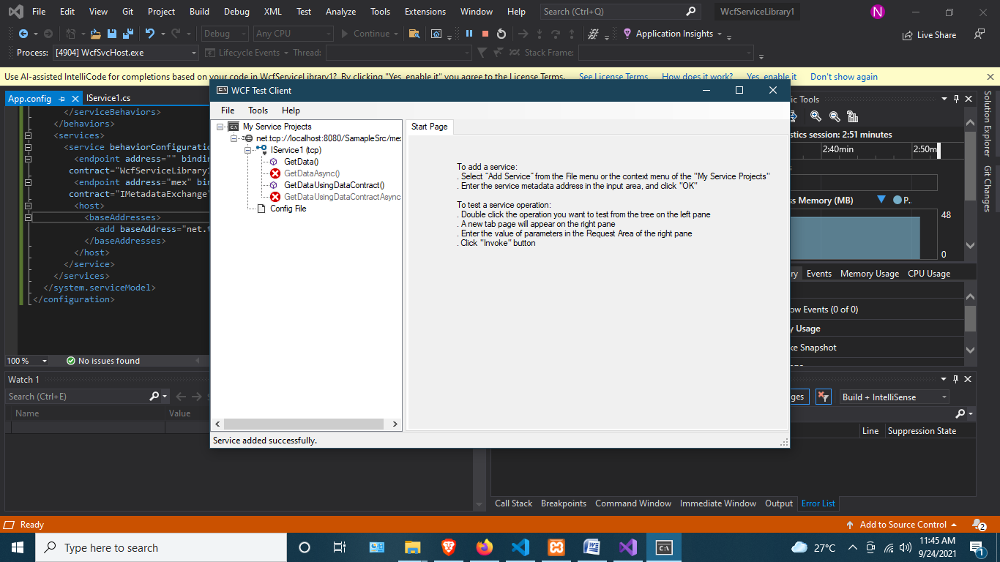 File Edit View Git Project Build Debug XML Test Analyze Tools Extensions Window Help Search (Ctrl+Q) WcfServiceLibrary1 N
Debug Any CPU Continue Application Insights Live Share
Process: [4904] WcfSvcHost.exe Lifecycle Events Thread: Stack Frame:
Use AI-assisted IntelliCode for completions based on your code in WcfServiceLibrary1? By clicking "Yes, enable it" you agree to the License Terms. See License Terms How does it work? Yes, enable it Don't show again
App.config IService1.cs
</serviceBehaviors>
</behaviors>
<services>
<service behaviorConfiguratio
<endpoint address="" bindin
contract="WcfServiceLibrary1
<endpoint address="mex" bin
contract="IMetadataExchange"
<host>
<baseAddresses>
<add baseAddress="net.t
</baseAddresses>
</host>
</service>
</services>
</system.serviceModel>
</configuration>
100 % No issues found
WCF Test Client
File Tools Help
My Service Projects
net.tcp://localhost:8080/SamapleSrc/mex
IService1 (tcp)
GetData()
GetDataAsync()
GetDataUsingDataContract()
GetDataUsingDataContractAsync
Config File
Start Page
To add a service:
. Select "Add Service" from the File menu or the context menu of the "My Service Projects"
. Enter the service metadata address in the input area, and click "OK"
To test a service operation:
. Double click the operation you want to test from the tree on the left pane
. A new tab page will appear on the right pane
. Enter the value of parameters in the Request Area of the right pane
. Click "Invoke" button
Service added successfully.
ic Tools
stics session: 2:51 minutes
2:40min 2:50m
s
ss Memory (MB) P..
48
0
ry Events Memory Usage CPU Usage
ow Events (0 of 0)
y Usage
ke Snapshot
Solution Explorer
Git Changes
Watch 1
Search (Ctrl+E)
Name Value
ges Build + IntelliSense
Line Suppression State
Call Stack Breakpoints Command Window Immediate Window Output Error List
Ready Add to Source Control 2
Type here to search 27°C 11:45 AM
9/24/2021 1